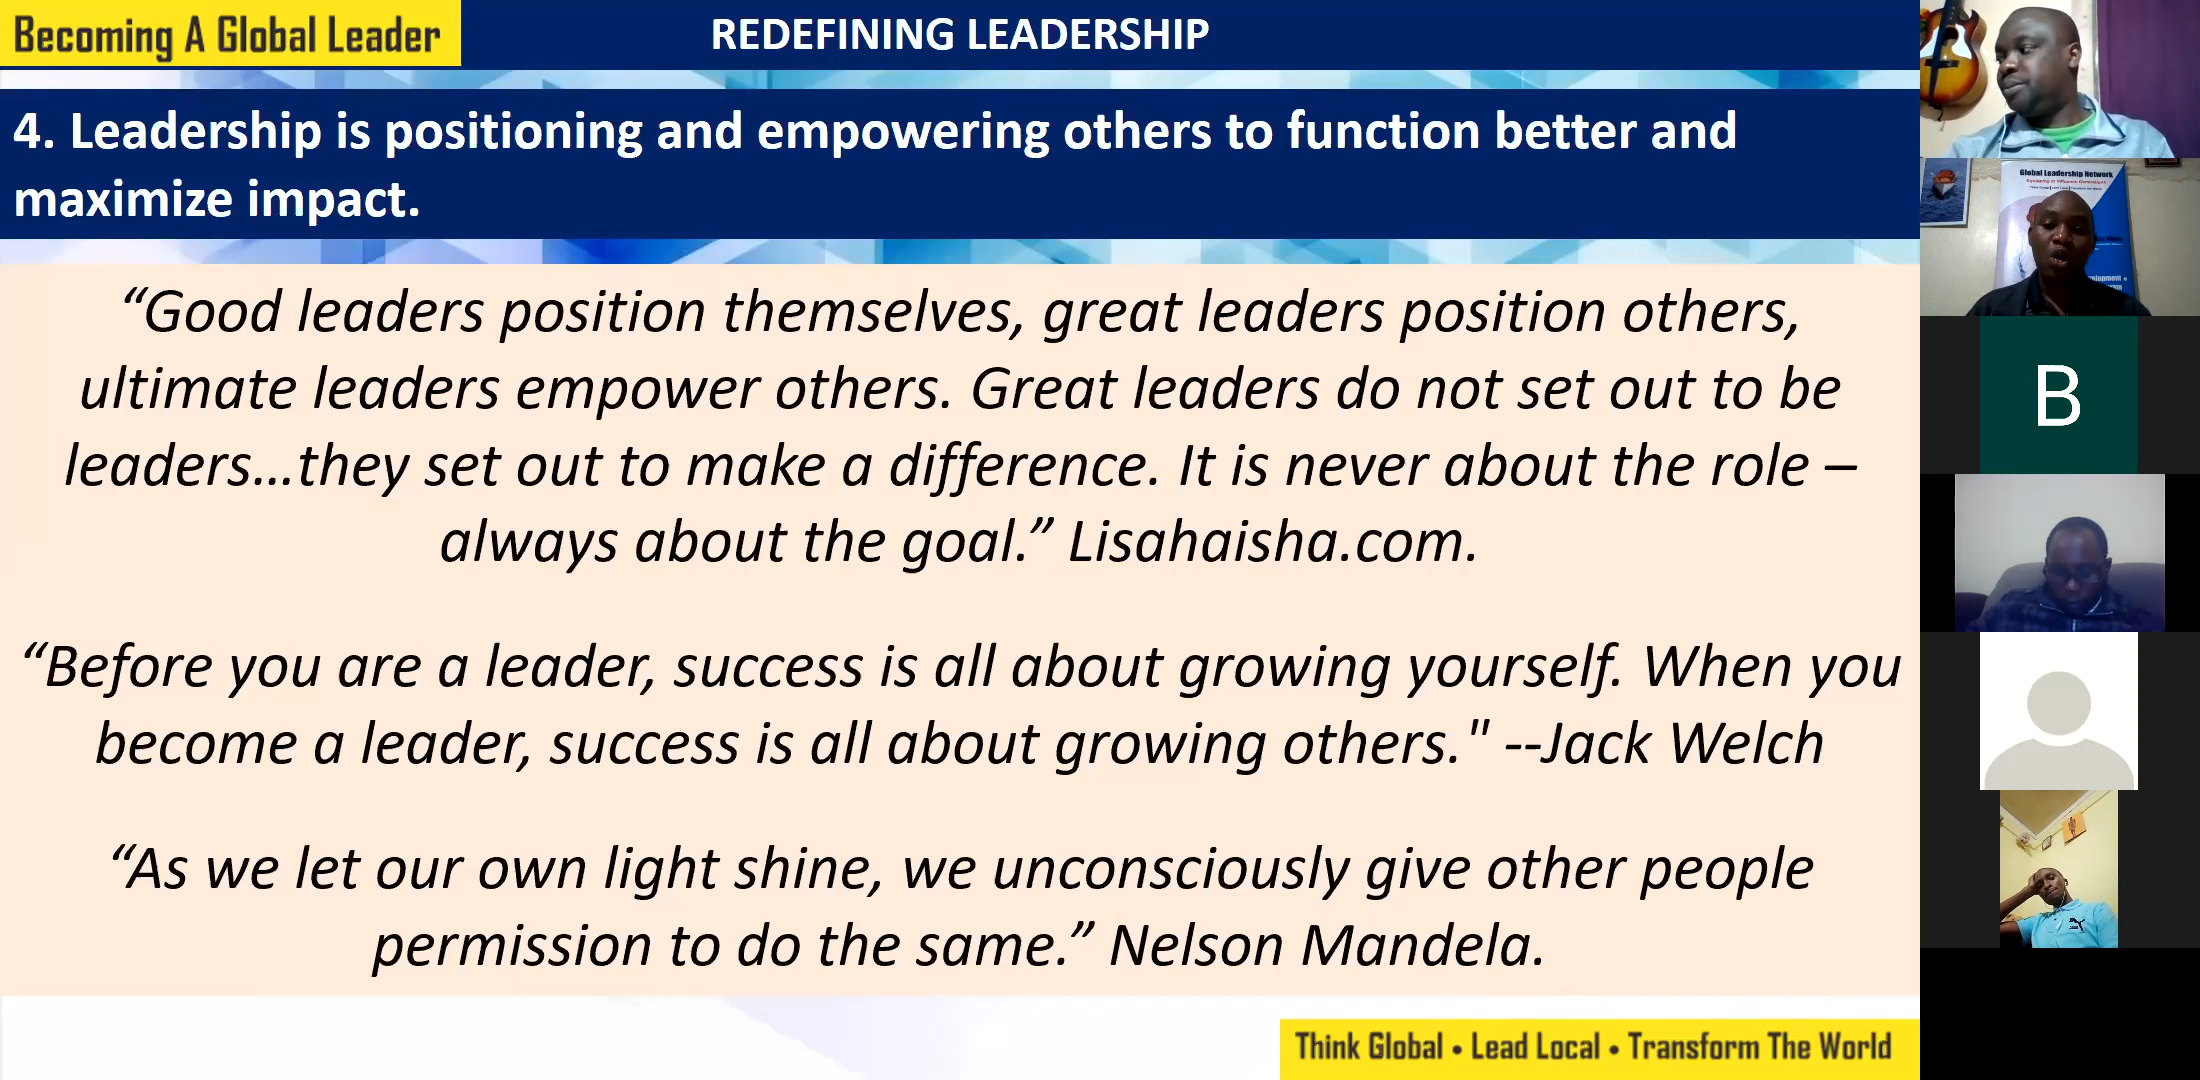 Becoming A Global Leader
REDEFINING LEADERSHIP
4. Leadership is positioning and empowering others to function better and
maximize impact.
“Good leaders position themselves, great leaders position others,
ultimate leaders empower others. Great leaders do not set out to be
leaders...they set out to make a difference. It is never about the role –
always about the goal.” Lisahaisha.com.
“Before you are a leader, success is all about growing yourself. When you
become a leader, success is all about growing others." --Jack Welch
“As we let our own light shine, we unconsciously give other people
permission to do the same.” Nelson Mandela.
Think Global • Lead Local • Transform The World
Global Leadership Network
B